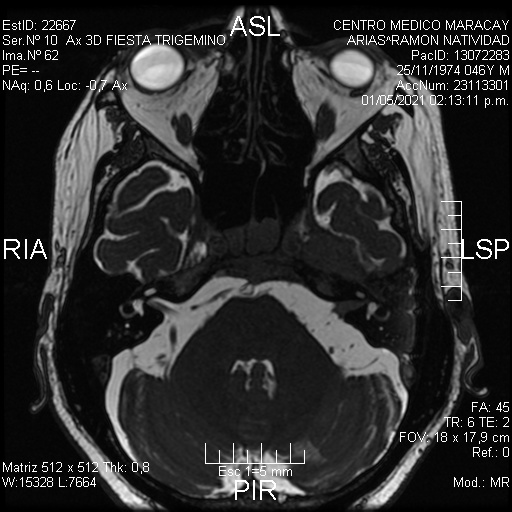 EstID: 22667
Ser.Nº 10 Ax 3D FIESTA TRIGEMINO
Ima.Nº 62
PE= --
NAq: 0,6 Loc: -0,7 Ax
ASL
CENTRO MEDICO MARACAY
ARIAS^RAMON NATIVIDAD
PacID: 13072283
25/11/1974 046Y M
AccNum: 23113301
01/05/2021 02:13:11 p.m.
RIA
LSP
FA: 45
TR: 6 TE: 2
FOV: 18 x 17,9 cm
Ref.: 0
Mod.: MR
Matriz 512 x 512 Thk: 0,8
W:15328 L:7664
Esc 1=5 mm
PIR